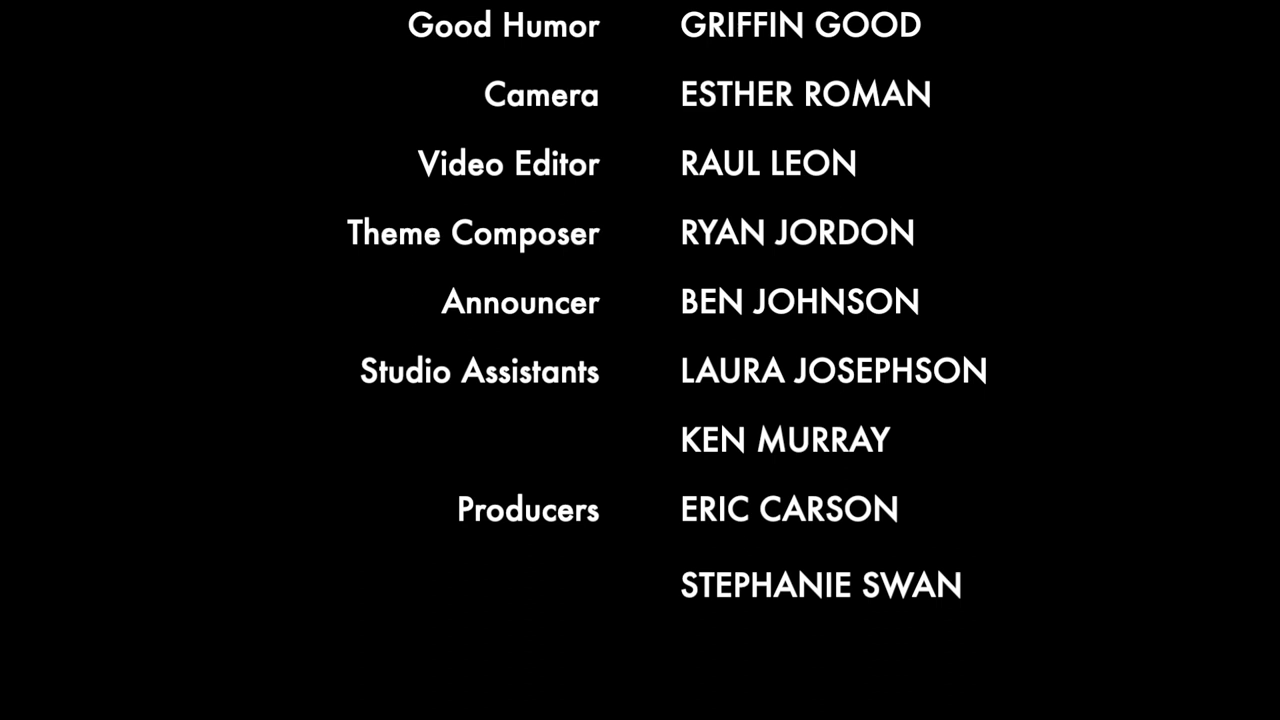 Good Humor GRIFFIN GOOD
Camera ESTHER ROMAN
Video Editor RAUL LEON
Theme Composer RYAN JORDON
Announcer BEN JOHNSON
Studio Assistants LAURA JOSEPHSON
KEN MURRAY
Producers ERIC CARSON
STEPHANIE SWAN